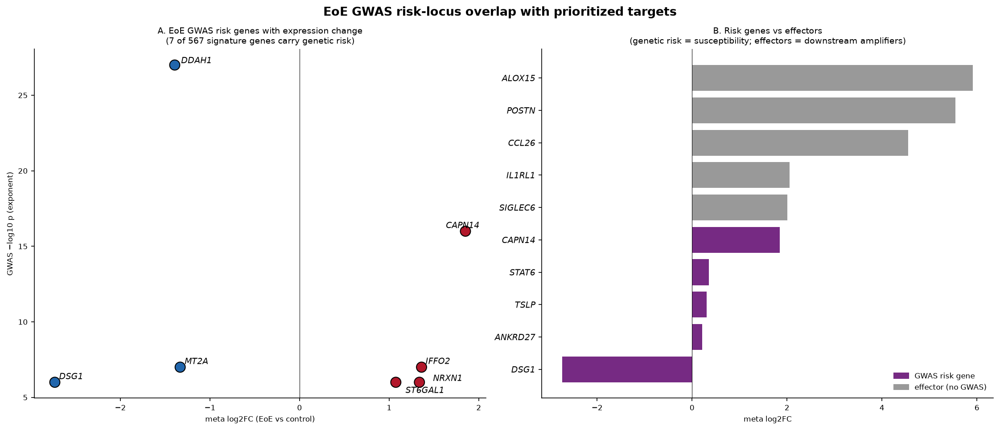 EoE GWAS risk-locus overlap with prioritized targets
A. EoE GWAS risk genes with expression change
(7 of 567 signature genes carry genetic risk)
GWAS −log10 p (exponent)
25
20
15
10
5
DDAH1
CAPN14
MT2A
IFFO2
DSG1
NRXN1
ST6GAL1
−2
−1
0
1
2
meta log2FC (EoE vs control)
B. Risk genes vs effectors
(genetic risk = susceptibility; effectors = downstream amplifiers)
ALOX15
POSTN
CCL26
IL1RL1
SIGLEC6
CAPN14
STAT6
TSLP
ANKRD27
DSG1
GWAS risk gene
effector (no GWAS)
−2
0
2
4
6
meta log2FC